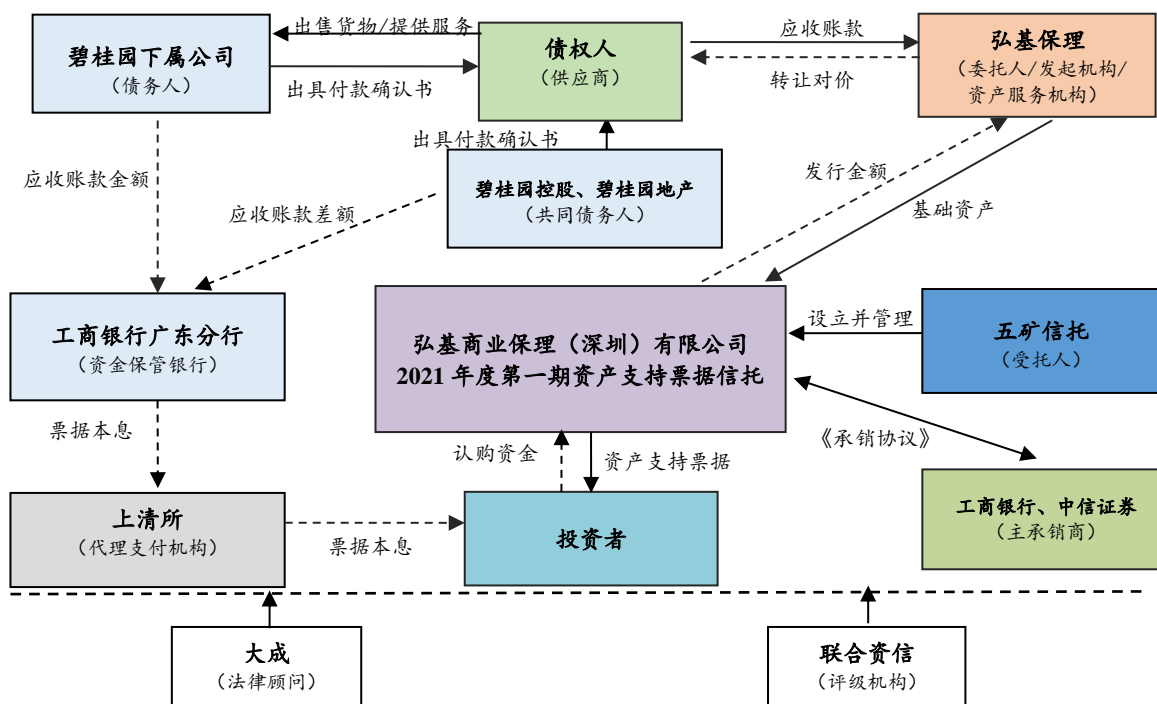 出售货物/提供服务
碧桂园下属公司
（债务人）
出具付款确认书
债权人
（供应商）
应收账款
转让对价
弘基保理
（委托人/发起机构/
资产服务机构）
出具付款确认书
应收账款金额
应收账款差额
碧桂园控股、碧桂园地产
（共同债务人）
发行金额
基础资产
工商银行广东分行
（资金保管银行）
弘基商业保理（深圳）有限公司
2021 年度第一期资产支持票据信托
设立并管理
五矿信托
（受托人）
票据本息
认购资金
资产支持票据
《承销协议》
上清所
（代理支付机构）
票据本息
投资者
工商银行、中信证券
（主承销商）
大成
（法律顾问）
联合资信
（评级机构）